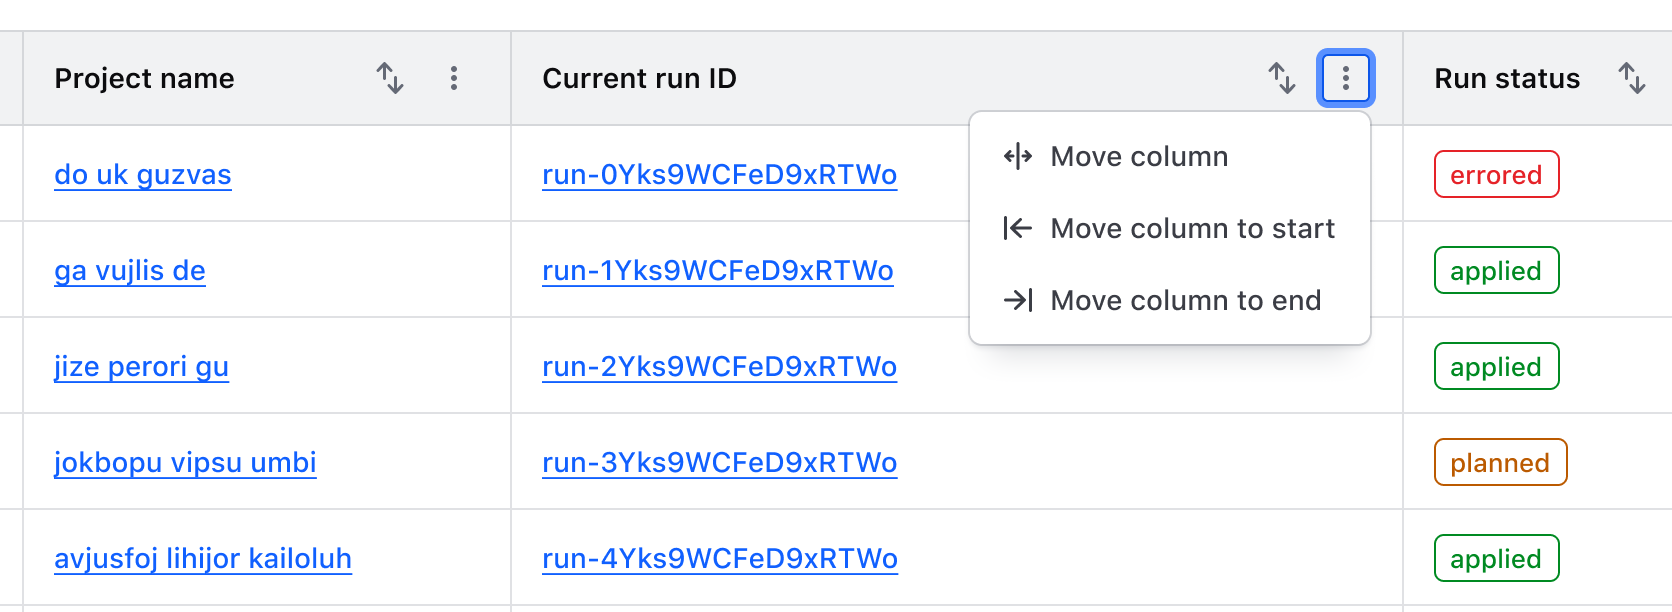 Project name
Current run ID
Run status
do uk guzvas
run-0Yks9WCFeD9xRTWo
errored
Move column
Move column to start
Move column to end
ga vujlis de
run-1Yks9WCFeD9xRTWo
applied
jize perori gu
run-2Yks9WCFeD9xRTWo
applied
jokbopu vipsu umbi
run-3Yks9WCFeD9xRTWo
planned
avjusfoj lihijor kailoluh
run-4Yks9WCFeD9xRTWo
applied